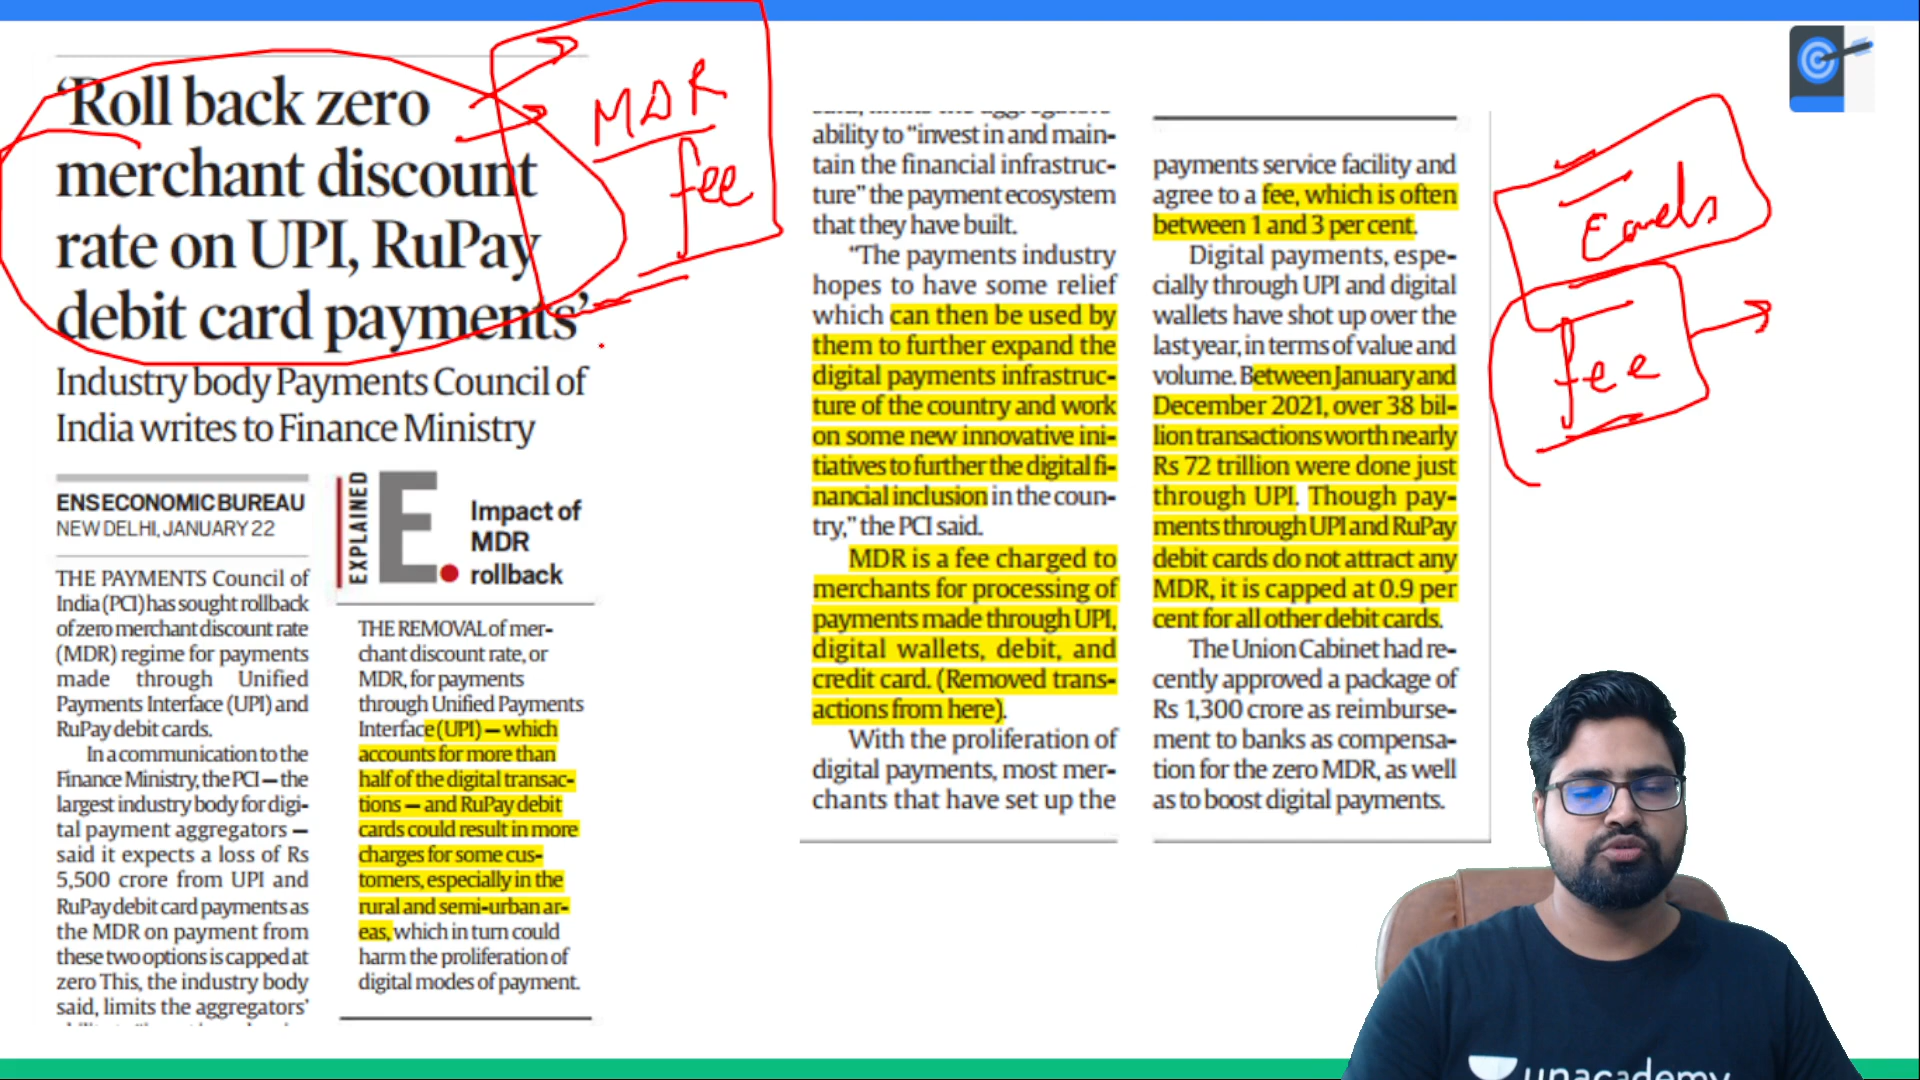 ‘Roll back zero
merchant discount
rate on UPI, RuPay
debit card payments’
Industry body Payments Council of
India writes to Finance Ministry
ENS ECONOMIC BUREAU
NEW DELHI, JANUARY 22
THE PAYMENTS Council of
India (PCI) has sought rollback
of zero merchant discount rate
(MDR) regime for payments
made through Unified
Payments Interface (UPI) and
RuPay debit cards.
In a communication to the
Finance Ministry, the PCI — the
largest industry body for digi-
tal payment aggregators —
said it expects a loss of Rs
5,500 crore from UPI and
RuPay debit card payments as
the MDR on payment from
these two options is capped at
zero This, the industry body
said, limits the aggregators’
EXPLAINED
E.
Impact of
MDR
rollback
THE REMOVAL of mer-
chant discount rate, or
MDR, for payments
through Unified Payments
Interface (UPI) — which
accounts for more than
half of the digital transac-
tions — and RuPay debit
cards could result in more
charges for some cus-
tomers, especially in the
rural and semi-urban ar-
eas, which in turn could
harm the proliferation of
digital modes of payment.
MDR
fee
ability to “invest in and main-
tain the financial infrastruc-
ture” the payment ecosystem
that they have built.
“The payments industry
hopes to have some relief
which can then be used by
them to further expand the
digital payments infrastruc-
ture of the country and work
on some new innovative ini-
tiatives to further the digital fi-
nancial inclusion in the coun-
try,” the PCI said.
MDR is a fee charged to
merchants for processing of
payments made through UPI,
digital wallets, debit, and
credit card. (Removed trans-
actions from here).
With the proliferation of
digital payments, most mer-
chants that have set up the
payments service facility and
agree to a fee, which is often
between 1 and 3 per cent.
Digital payments, espe-
cially through UPI and digital
wallets have shot up over the
last year, in terms of value and
volume. Between January and
December 2021, over 38 bil-
lion transactions worth nearly
Rs 72 trillion were done just
through UPI. Though pay-
ments through UPI and RuPay
debit cards do not attract any
MDR, it is capped at 0.9 per
cent for all other debit cards.
The Union Cabinet had re-
cently approved a package of
Rs 1,300 crore as reimburse-
ment to banks as compensa-
tion for the zero MDR, as well
as to boost digital payments.
fee
unacademy